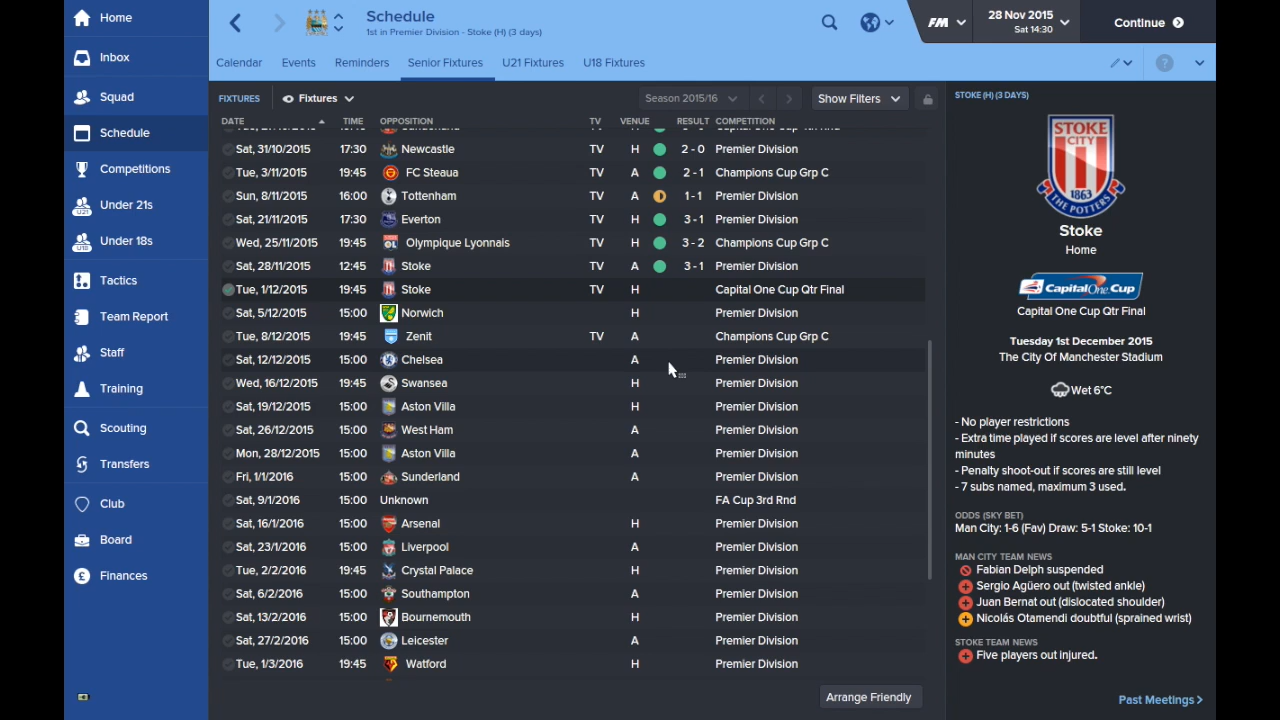 Home
Inbox
Squad
Schedule
Competitions
Under 21s
Under 18s
Tactics
Team Report
Staff
Training
Scouting
Transfers
Club
Board
Finances
Schedule
1st in Premier Division - Stoke (H) (3 days)
FM
28 Nov 2015
Sat 14:30
Continue
Calendar Events Reminders Senior Fixtures U21 Fixtures U18 Fixtures
FIXTURES Fixtures Season 2015/16 Show Filters
DATE TIME OPPOSITION TV VENUE RESULT COMPETITION
Sat, 31/10/2015 17:30 Newcastle TV H 2 - 0 Premier Division
Tue, 3/11/2015 19:45 FC Steaua TV A 2 - 1 Champions Cup Grp C
Sun, 8/11/2015 16:00 Tottenham TV A 1 - 1 Premier Division
Sat, 21/11/2015 17:30 Everton TV H 3 - 1 Premier Division
Wed, 25/11/2015 19:45 Olympique Lyonnais TV H 3 - 2 Champions Cup Grp C
Sat, 28/11/2015 12:45 Stoke TV A 3 - 1 Premier Division
Tue, 1/12/2015 19:45 Stoke TV H Capital One Cup Qtr Final
Sat, 5/12/2015 15:00 Norwich H Premier Division
Tue, 8/12/2015 19:45 Zenit TV A Champions Cup Grp C
Sat, 12/12/2015 15:00 Chelsea A Premier Division
Wed, 16/12/2015 19:45 Swansea H Premier Division
Sat, 19/12/2015 15:00 Aston Villa H Premier Division
Sat, 26/12/2015 15:00 West Ham A Premier Division
Mon, 28/12/2015 15:00 Aston Villa A Premier Division
Fri, 1/1/2016 15:00 Sunderland A Premier Division
Sat, 9/1/2016 15:00 Unknown FA Cup 3rd Rnd
Sat, 16/1/2016 15:00 Arsenal H Premier Division
Sat, 23/1/2016 15:00 Liverpool A Premier Division
Tue, 2/2/2016 19:45 Crystal Palace H Premier Division
Sat, 6/2/2016 15:00 Southampton A Premier Division
Sat, 13/2/2016 15:00 Bournemouth H Premier Division
Sat, 27/2/2016 15:00 Leicester A Premier Division
Tue, 1/3/2016 19:45 Watford H Premier Division
Arrange Friendly
STOKE (H) (3 DAYS)
STOKE
CITY
1863
THE POTTERS
Stoke
Home
Capital One Cup
Capital One Cup Qtr Final
Tuesday 1st December 2015
The City Of Manchester Stadium
Wet 6°C
- No player restrictions
- Extra time played if scores are level after ninety
minutes
- Penalty shoot-out if scores are still level
- 7 subs named, maximum 3 used.
ODDS (SKY BET)
Man City: 1-6 (Fav) Draw: 5-1 Stoke: 10-1
MAN CITY TEAM NEWS
Fabian Delph suspended
Sergio Agüero out (twisted ankle)
Juan Bernat out (dislocated shoulder)
Nicolás Otamendi doubtful (sprained wrist)
STOKE TEAM NEWS
Five players out injured.
Past Meetings >